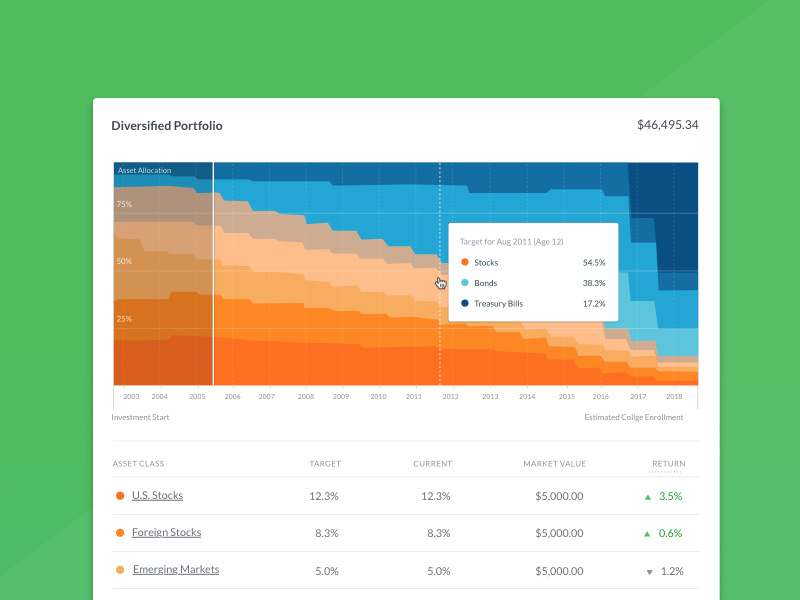 Diversified Portfolio $46,495.34
Asset Allocation
75%
50%
25%
Target for Aug 2011 (Age 12)
Stocks 54.5%
Bonds 38.3%
Treasury Bills 17.2%
2003 2004 2005 2006 2007 2008 2009 2010 2011 2012 2013 2014 2015 2016 2017 2018
Investment Start Estimated Collge Enrollment
ASSET CLASS TARGET CURRENT MARKET VALUE RETURN
U.S. Stocks 12.3% 12.3% $5,000.00 3.5%
Foreign Stocks 8.3% 8.3% $5,000.00 0.6%
Emerging Markets 5.0% 5.0% $5,000.00 1.2%